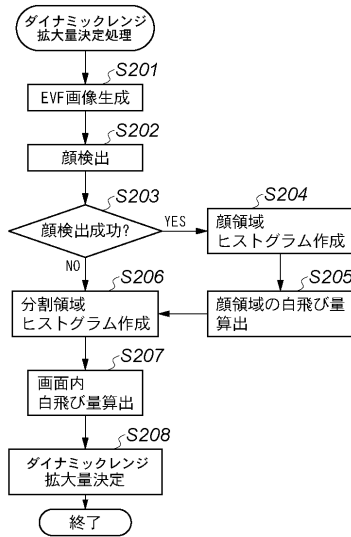 ダイナミックレンジ
拡大量決定処理
S201
EVF画像生成
S202
顔検出
S203
顔検出成功?
YES
NO
S204
顔領域
ヒストグラム作成
S205
顔領域の白飛び量
算出
S206
分割領域
ヒストグラム作成
S207
画面内
白飛び量算出
S208
ダイナミックレンジ
拡大量決定
終了